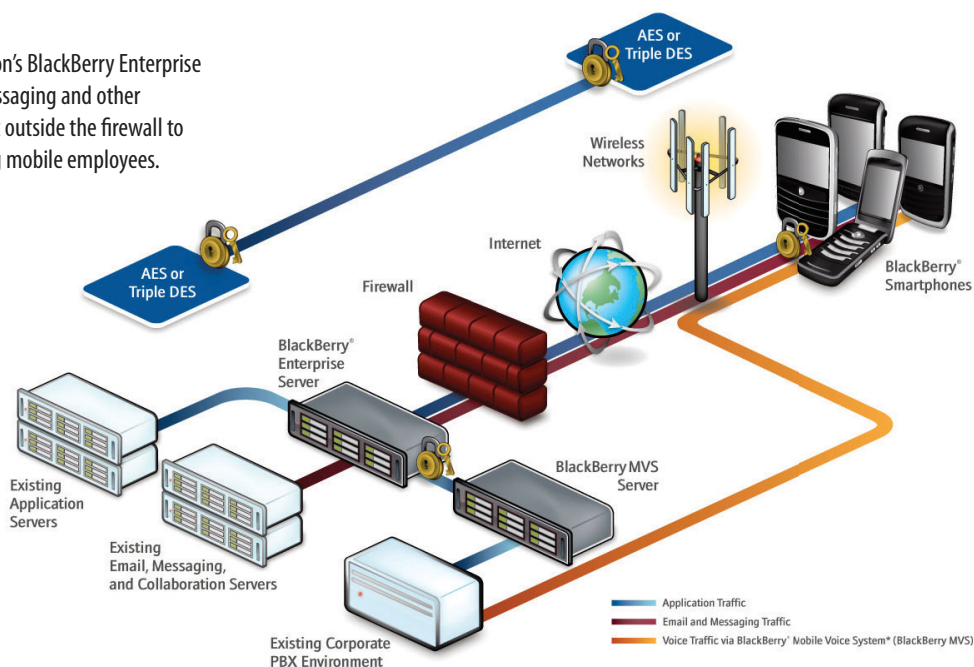 on's BlackBerry Enterprise
ssaging and other
outside the firewall to
mobile employees.
AES or
Triple DES
AES or
Triple DES
Wireless
Networks
Internet
Firewall
BlackBerry®
Smartphones
BlackBerry®
Enterprise
Server
BlackBerry MVS
Server
Existing
Application
Servers
Existing
Email, Messaging,
and Collaboration Servers
Existing Corporate
PBX Environment
Application Traffic
Email and Messaging Traffic
Voice Traffic via BlackBerry® Nobile Voice System* (BlackBerry MVS)